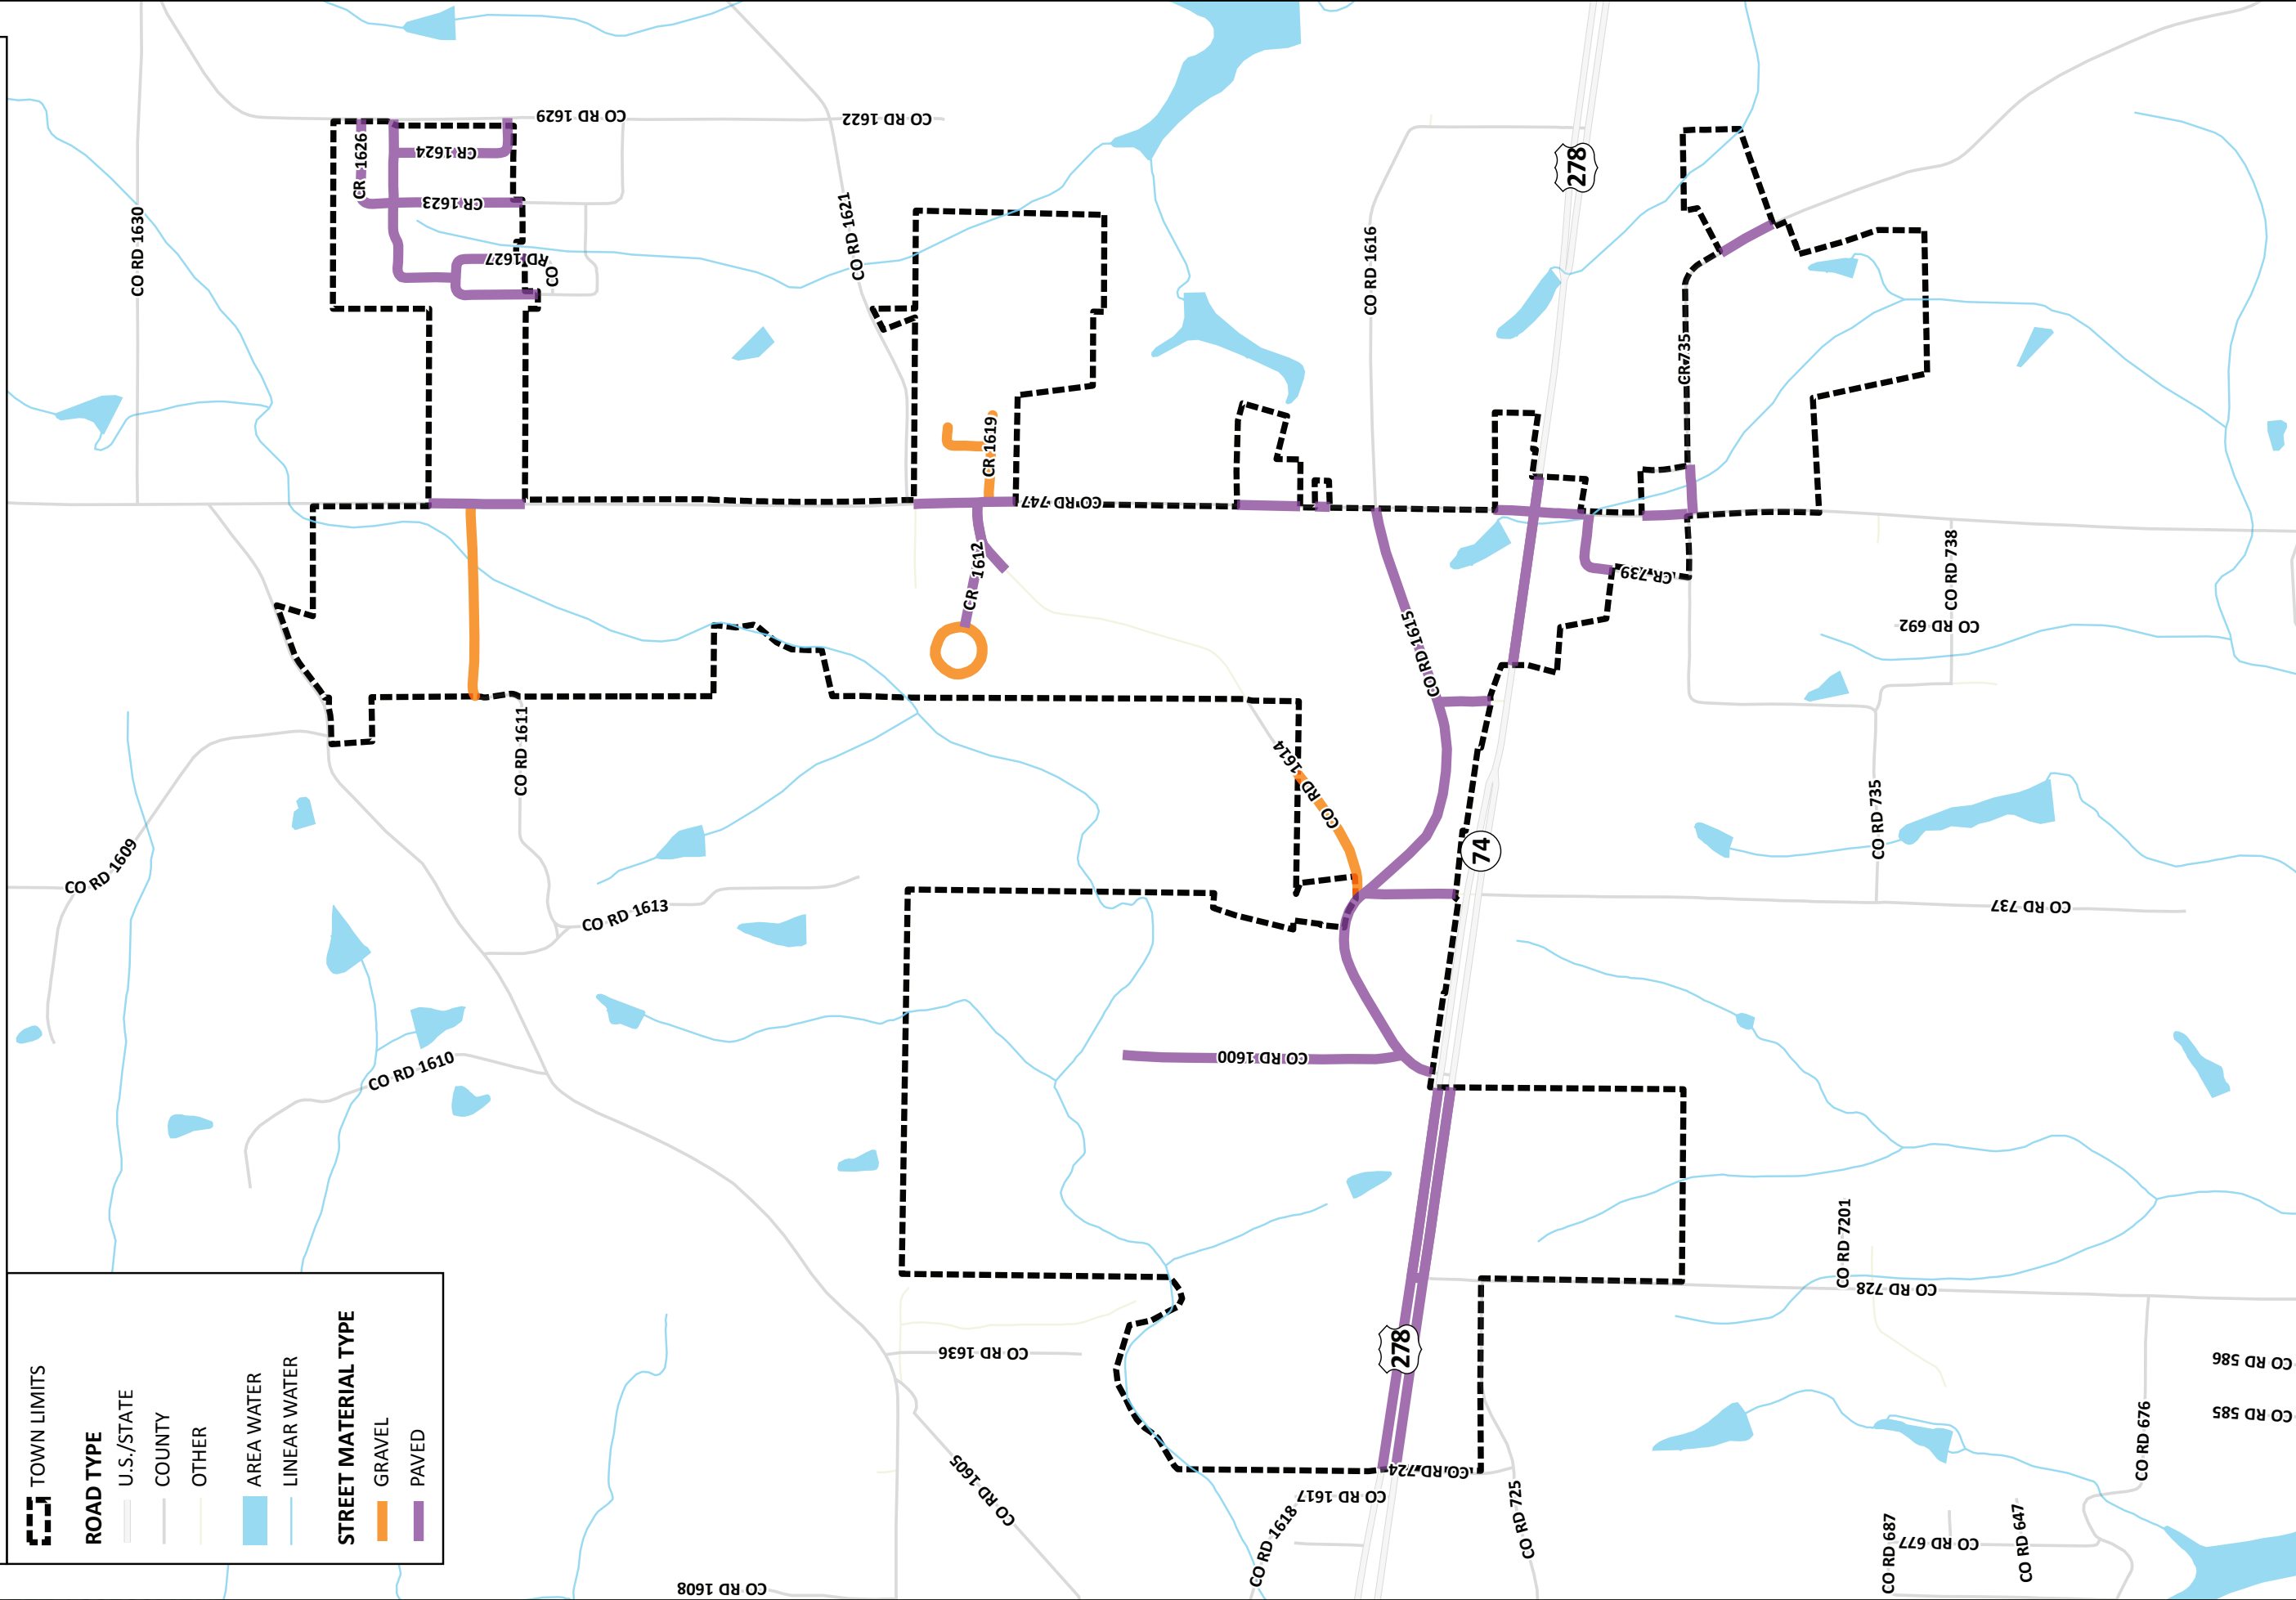 CO RD 1629
CO RD 1622
CR 1626
CR 1624
CR 1623
RD 1627
CO
CO RD 1630
CO RD 1621
CO RD 1616
278
CR 735
CR 1619
CO RD 747
CR 1612
CO RD 1615
CR 739
CO RD 738
CO RD 692
CO RD 1611
CO RD 1614
CO RD 735
74
CO RD 1609
CO RD 1613
CO RD 737
CO RD 1600
CO RD 1610
CO RD 7201
CO RD 728
CO RD 1636
278
CO RD 586
CO RD 585
CO RD 676
CO RD 724
CO RD 1605
CO RD 1617
CO RD 1618
CO RD 725
CO RD 687
CO RD 677
CO RD 647
CO RD 1608
TOWN LIMITS
ROAD TYPE
U.S./STATE
COUNTY
OTHER
AREA WATER
LINEAR WATER
STREET MATERIAL TYPE
GRAVEL
PAVED